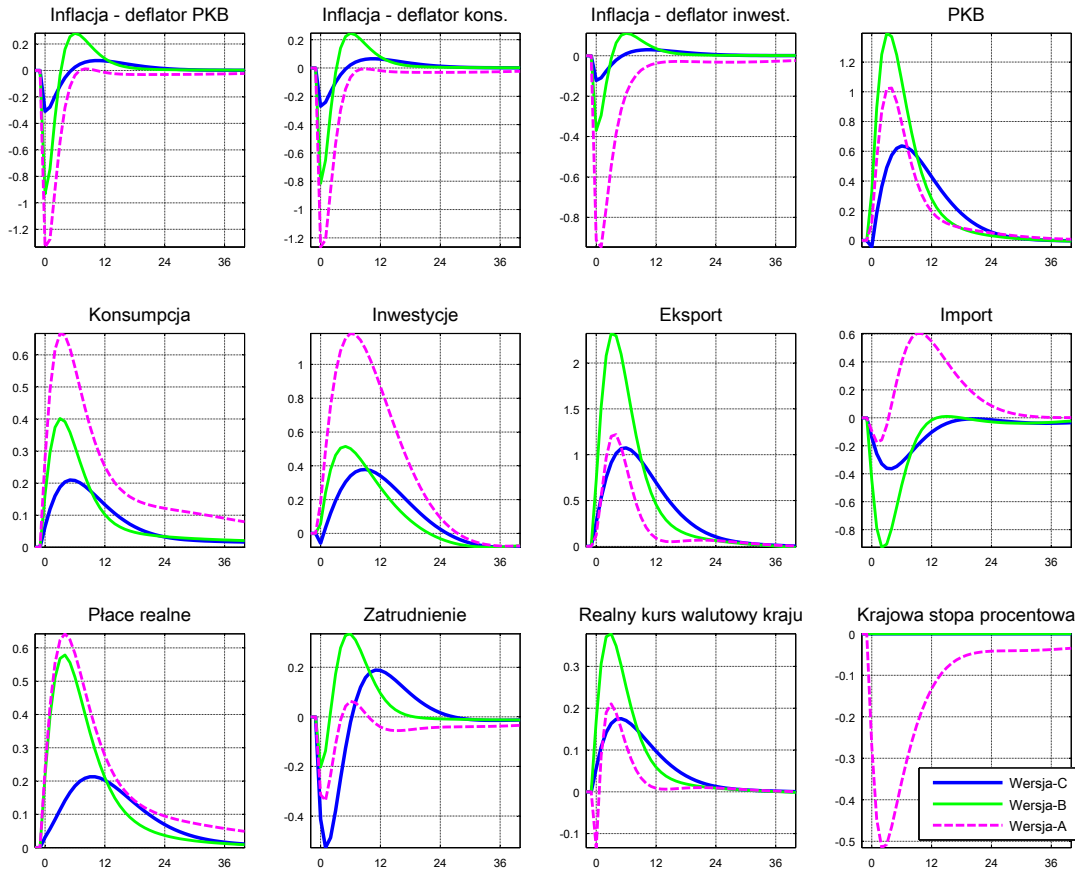 Inflacja - deflator PKB
Inflacja - deflator kons.
Inflacja - deflator inwest.
PKB
0.2
0
-0.2
-0.4
-0.6
-0.8
-1
-1.2
0 12 24 36
0.2
0
-0.2
-0.4
-0.6
-0.8
-1
-1.2
0 12 24 36
0
-0.2
-0.4
-0.6
-0.8
0 12 24 36
1.2
1
0.8
0.6
0.4
0.2
0
0 12 24 36
Konsumpcja
Inwestycje
Eksport
Import
0.6
0.5
0.4
0.3
0.2
0.1
0
0 12 24 36
1
0.8
0.6
0.4
0.2
0
0 12 24 36
2
1.5
1
0.5
0
0 12 24 36
0.6
0.4
0.2
0
-0.2
-0.4
-0.6
-0.8
0 12 24 36
Płace realne
Zatrudnienie
Realny kurs walutowy kraju
Krajowa stopa procentowa
0.6
0.5
0.4
0.3
0.2
0.1
0
0 12 24 36
0.2
0
-0.2
-0.4
0 12 24 36
0.3
0.2
0.1
0
-0.1
0 12 24 36
0
-0.1
-0.2
-0.3
-0.4
-0.5
0 12 24 36
Wersja-C
Wersja-B
Wersja-A